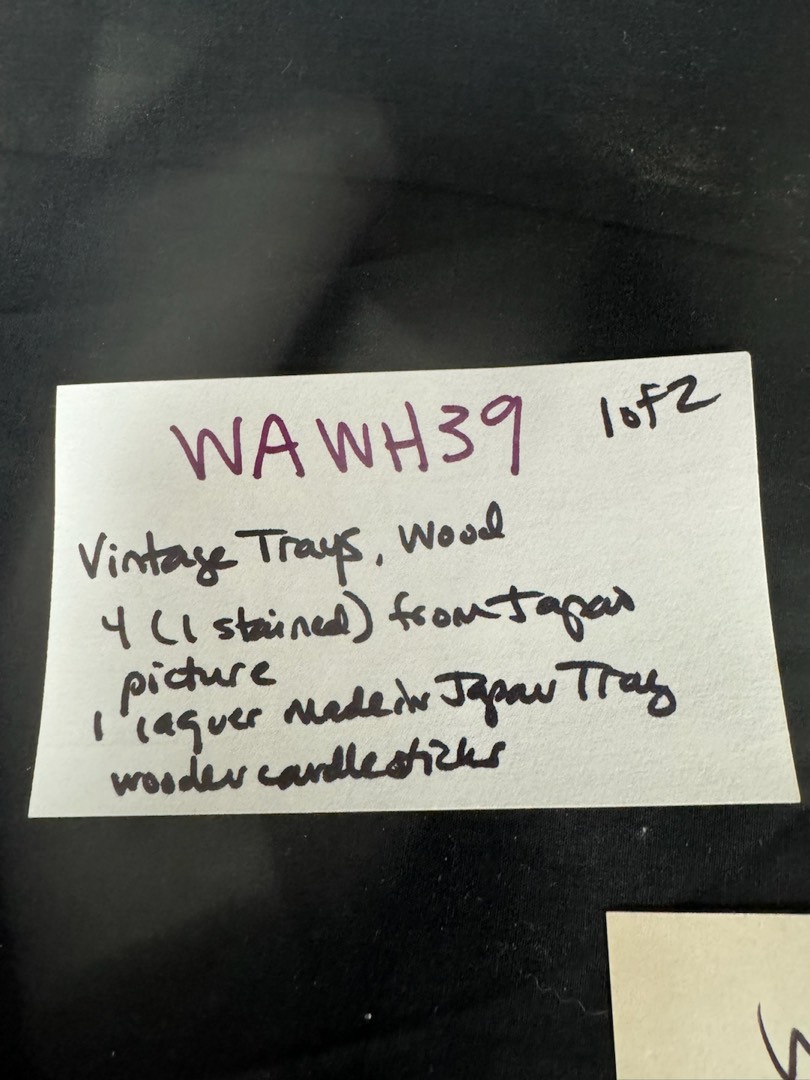 WAWH39
1 of 2
Vintage Trays, Wood
4 (1 stained) from Japan
picture
1 laquer Made in Japan Tray
wooden candlesticks
W